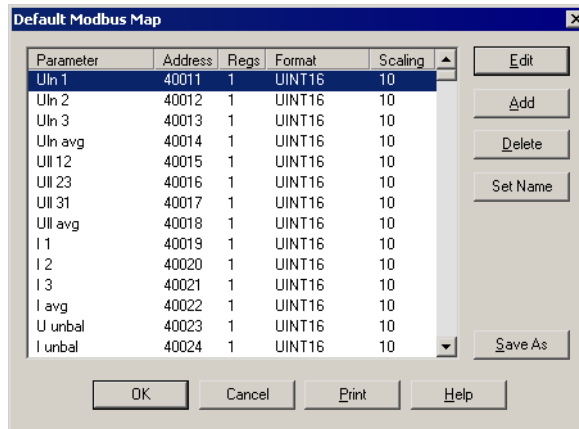 Default Modbus Map
Parameter Address Regs Format Scaling
Uln 1 40011 1 UINT16 10
Uln 2 40012 1 UINT16 10
Uln 3 40013 1 UINT16 10
Uln avg 40014 1 UINT16 10
Ull 12 40015 1 UINT16 10
Ull 23 40016 1 UINT16 10
Ull 31 40017 1 UINT16 10
Ull avg 40018 1 UINT16 10
I 1 40019 1 UINT16 10
I 2 40020 1 UINT16 10
I 3 40021 1 UINT16 10
I avg 40022 1 UINT16 10
U unbal 40023 1 UINT16 10
I unbal 40024 1 UINT16 10
Edit
Add
Delete
Set Name
Save As
OK Cancel Print Help